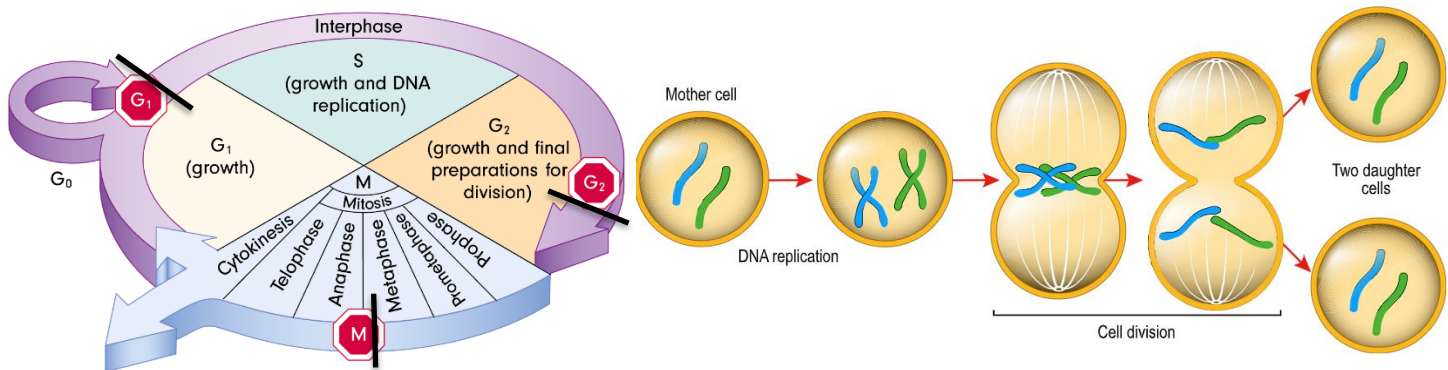 Interphase
S
(growth and DNA
replication)
G₁
G₁
(growth)
G₀
G₂
(growth and final
preparations for
division)
G₂
M
Mitosis
Cytokinesis
Telophase
Anaphase
Metaphase
Prometaphase
Prophase
M
Mother cell
DNA replication
Cell division
Two daughter
cells